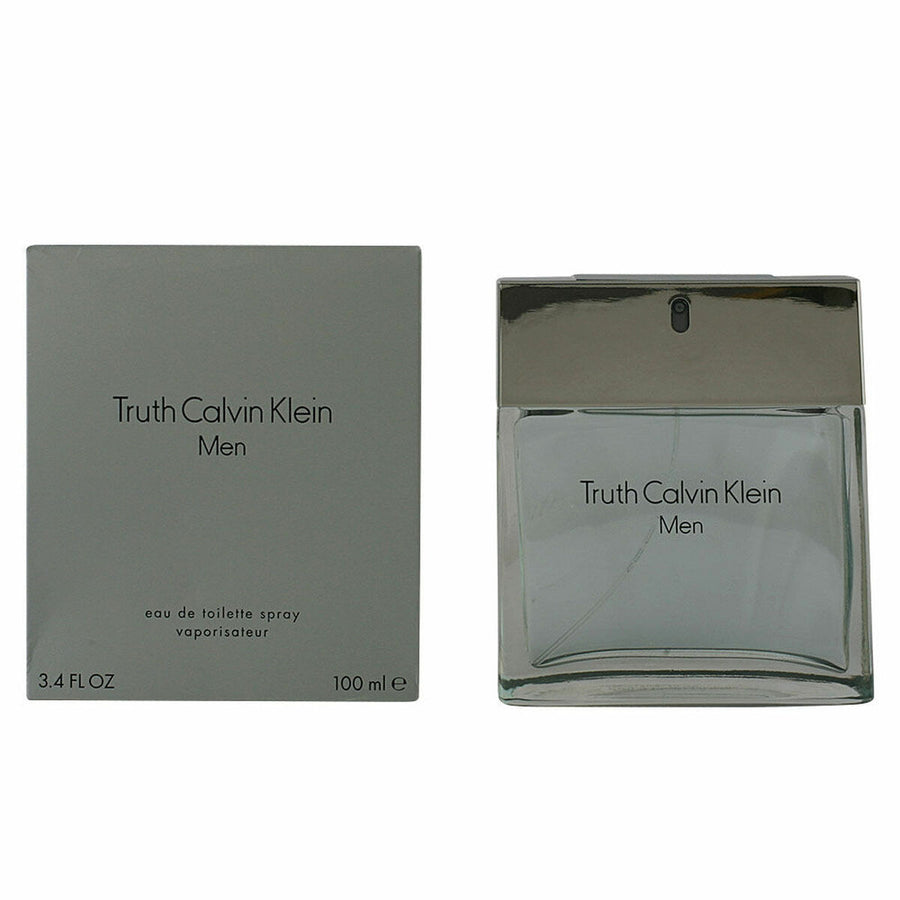 Truth Calvin Klein
Men
eau de toilette spray
vaporisateur
3.4 FL OZ
100 ml ℮
Truth Calvin Klein
Men